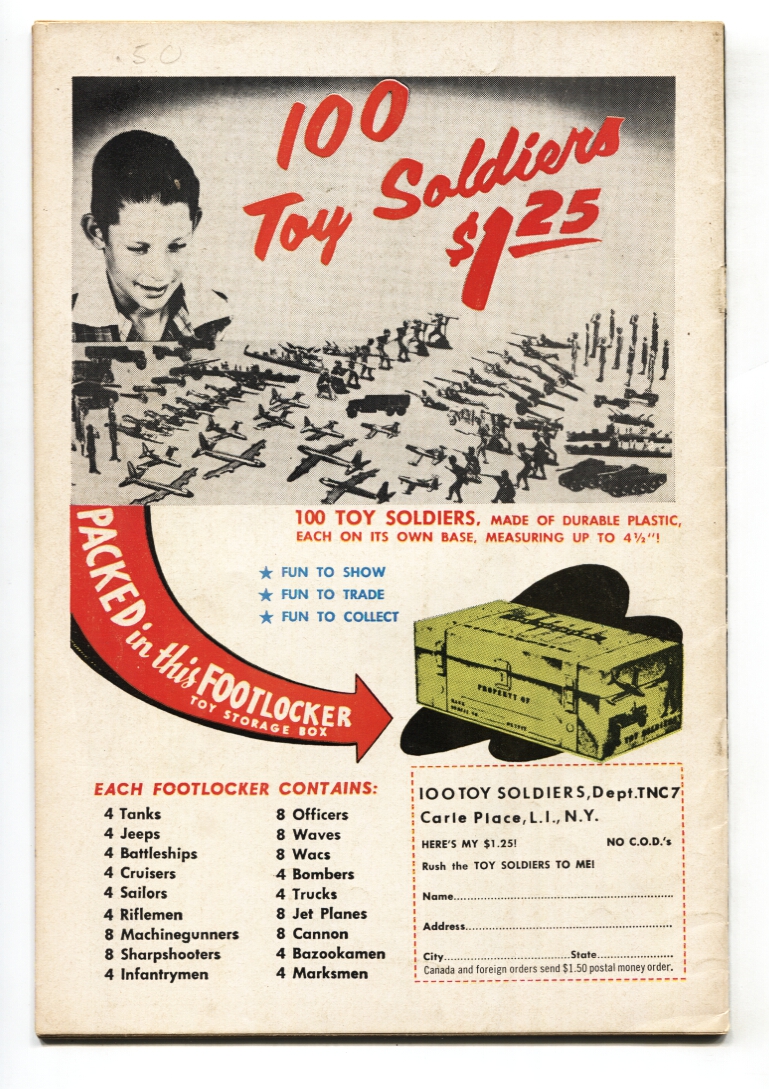 .50
100
Toy Soldiers
$1.25
PACKED in this FOOTLOCKER
TOY STORAGE BOX
100 TOY SOLDIERS, MADE OF DURABLE PLASTIC,
EACH ON ITS OWN BASE, MEASURING UP TO 4½"!
★ FUN TO SHOW
★ FUN TO TRADE
★ FUN TO COLLECT
PROPERTY OF
TOY SOLDIERS
EACH FOOTLOCKER CONTAINS:
4 Tanks
4 Jeeps
4 Battleships
4 Cruisers
4 Sailors
4 Riflemen
8 Machinegunners
8 Sharpshooters
4 Infantrymen
8 Officers
8 Waves
8 Wacs
4 Bombers
4 Trucks
8 Jet Planes
8 Cannon
4 Bazookamen
4 Marksmen
100 TOY SOLDIERS, Dept. TNC7
Carle Place, L.I., N.Y.
HERE'S MY $1.25! NO C.O.D.'s
Rush the TOY SOLDIERS TO ME!
Name
Address
City State
Canada and foreign orders send $1.50 postal money order.